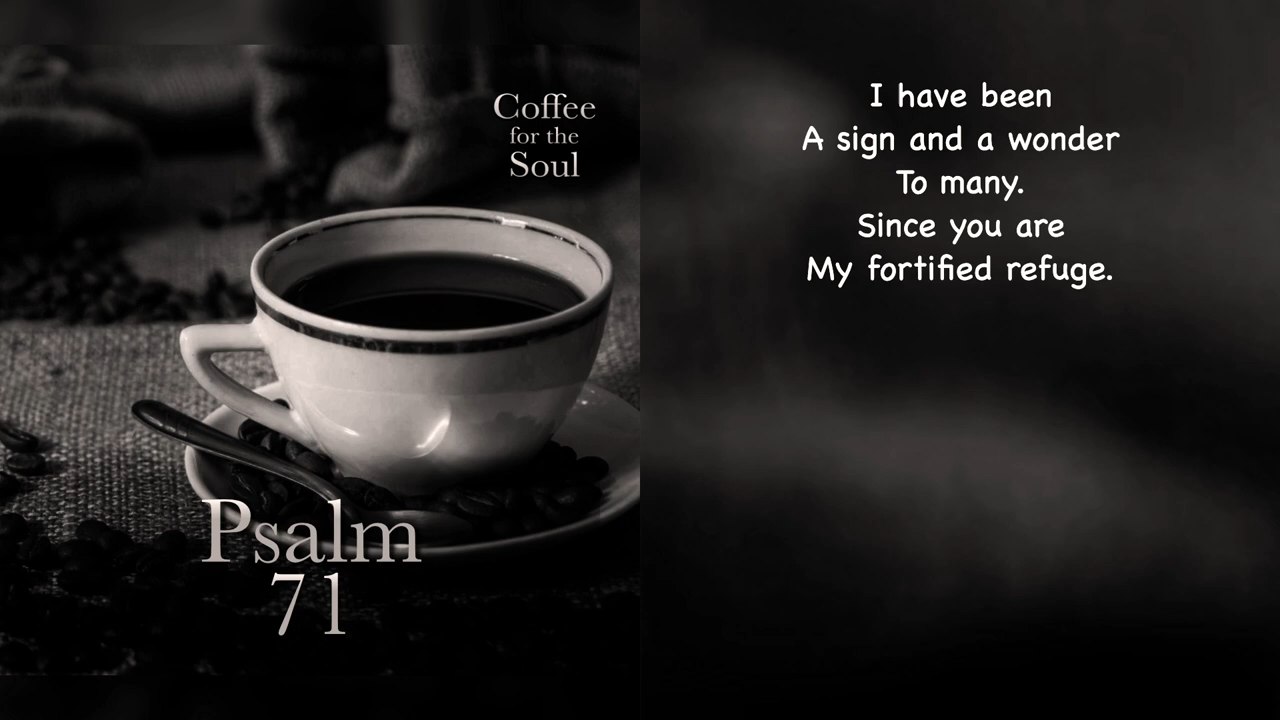 Coffee
for the
Soul
Psalm
71
I have been
A sign and a wonder
To many.
Since you are
My fortified refuge.